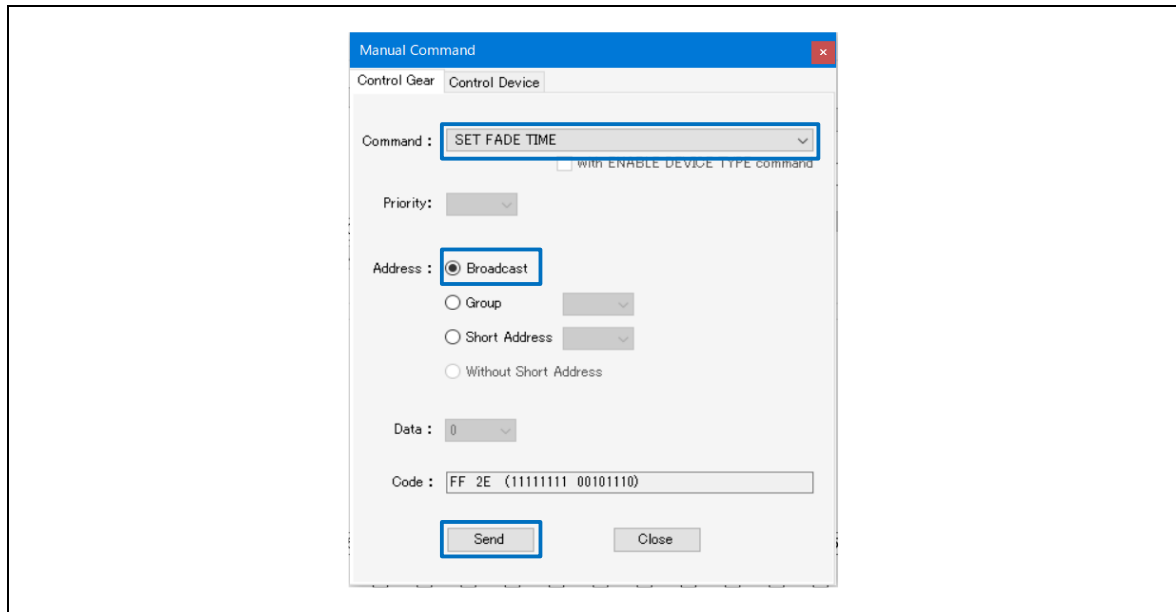 Manual Command
Control Gear Control Device
Command : SET FADE TIME
With ENABLE DEVICE TYPE command
Priority:
Address : Broadcast
Group
Short Address
Without Short Address
Data : 0
Code : FF 2E (11111111 00101110)
Send Close